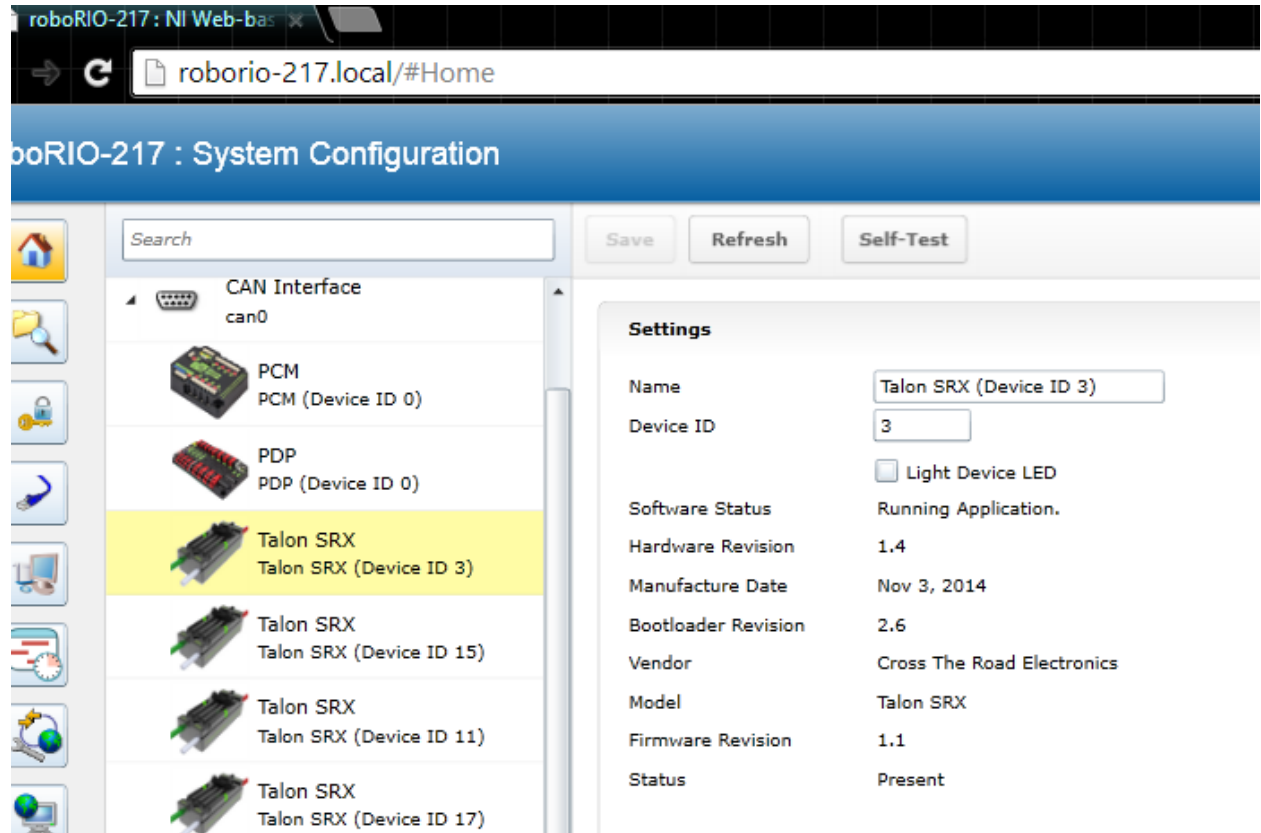 roboRIO-217 : NI Web-bas
roborio-217.local/#Home
boRIO-217 : System Configuration
Search
Save Refresh Self-Test
CAN Interface
can0
PCM
PCM (Device ID 0)
PDP
PDP (Device ID 0)
Talon SRX
Talon SRX (Device ID 3)
Talon SRX
Talon SRX (Device ID 15)
Talon SRX
Talon SRX (Device ID 11)
Talon SRX
Talon SRX (Device ID 17)
Settings
Name Talon SRX (Device ID 3)
Device ID 3
Light Device LED
Software Status Running Application.
Hardware Revision 1.4
Manufacture Date Nov 3, 2014
Bootloader Revision 2.6
Vendor Cross The Road Electronics
Model Talon SRX
Firmware Revision 1.1
Status Present